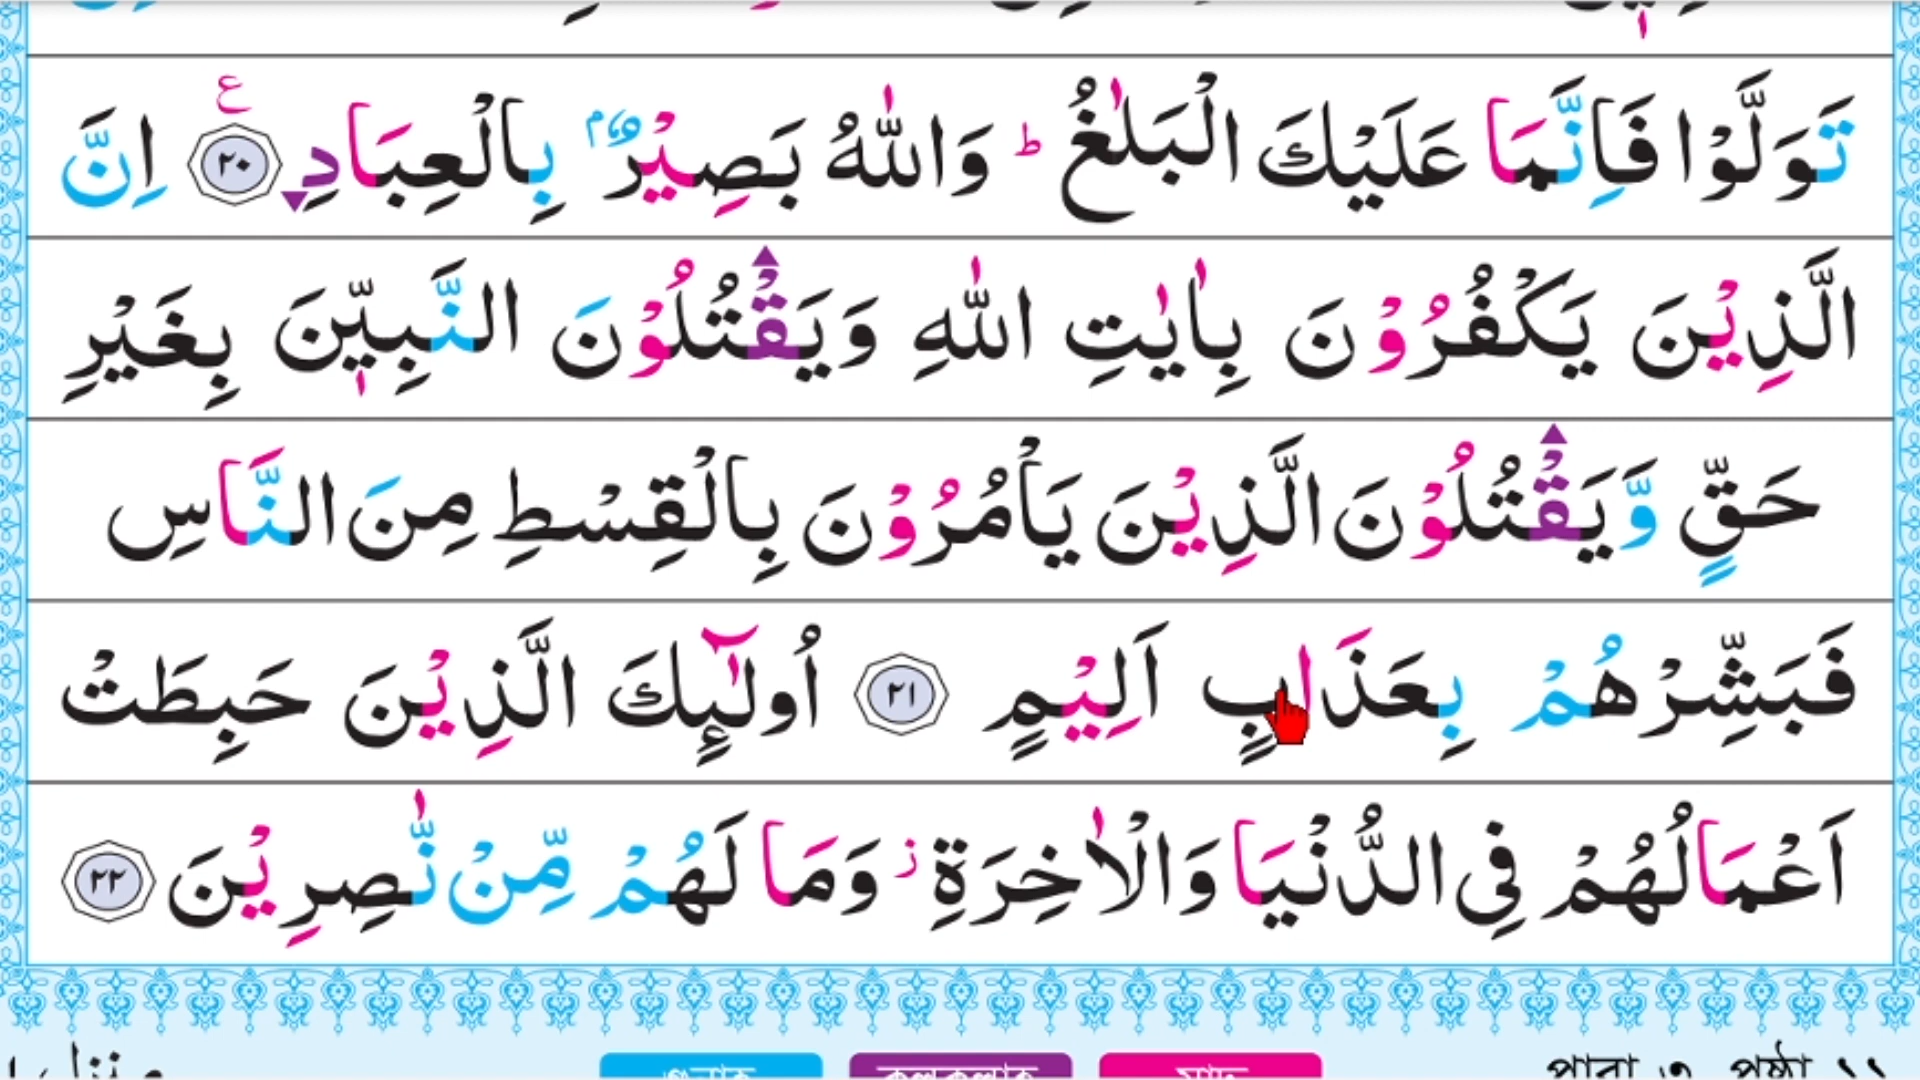 تَوَلَّوْا فَاِنَّمَا عَلَيْكَ الْبَلٰغُ ؕ وَاللّٰهُ بَصِيْرٌۢ بِالْعِبَادِ ع ٢٠ اِنَّ
الَّذِيْنَ يَكْفُرُوْنَ بِاٰيٰتِ اللّٰهِ وَيَقْتُلُوْنَ النَّبِيّٖنَ بِغَيْرِ
حَقٍّ وَّيَقْتُلُوْنَ الَّذِيْنَ يَاْمُرُوْنَ بِالْقِسْطِ مِنَ النَّاسِ
فَبَشِّرْهُمْ بِعَذَابٍ اَلِيْمٍ ٢١ اُولٰٓئِكَ الَّذِيْنَ حَبِطَتْ
اَعْمَالُهُمْ فِى الدُّنْيَا وَالْاٰخِرَةِ ز وَمَا لَهُمْ مِّنْ نّٰصِرِيْنَ ٢٢